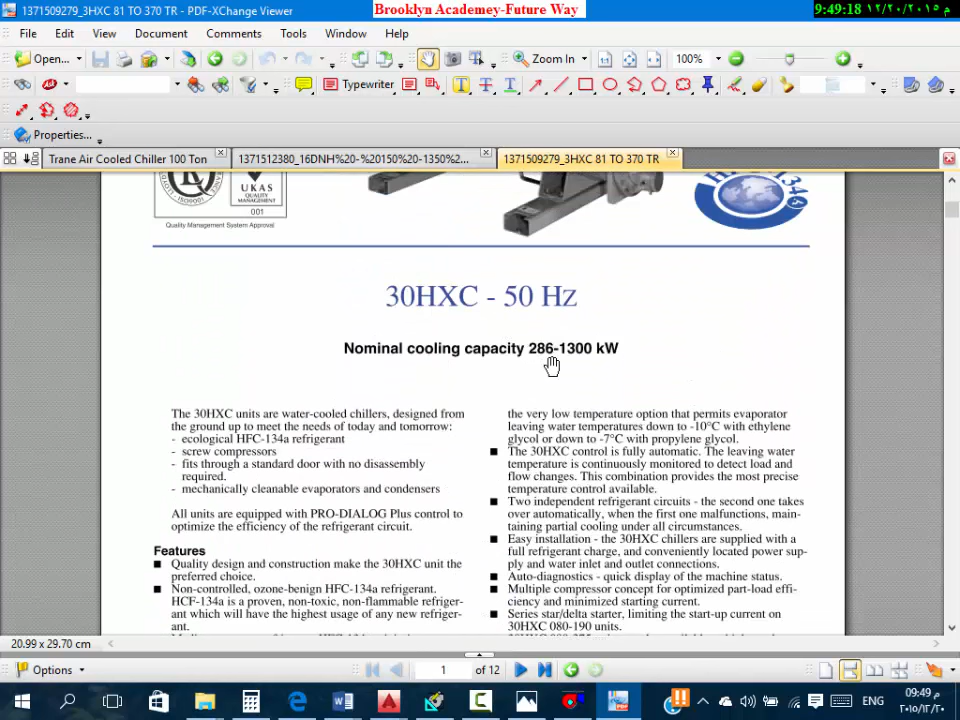 1371509279_3HXC 81 TO 370 TR - PDF-XChange Viewer
Brooklyn Academey-Future Way
9:49:18 م ١٢/٢٠/٢٠١٥
File Edit View Document Comments Tools Window Help
Open... Zoom In 100%
Typewriter
Properties...
Trane Air Cooled Chiller 100 Ton
1371512380_16DNH%20-%20150%20-1350%2...
1371509279_3HXC 81 TO 370 TR
UKAS
QUALITY
MANAGEMENT
001
Quality Management System Approval
30HXC - 50 Hz
Nominal cooling capacity 286-1300 kW
The 30HXC units are water-cooled chillers, designed from
the ground up to meet the needs of today and tomorrow:
- ecological HFC-134a refrigerant
- screw compressors
- fits through a standard door with no disassembly
required.
- mechanically cleanable evaporators and condensers
All units are equipped with PRO-DIALOG Plus control to
optimize the efficiency of the refrigerant circuit.
Features
■ Quality design and construction make the 30HXC unit the
preferred choice.
■ Non-controlled, ozone-benign HFC-134a refrigerant.
HCF-134a is a proven, non-toxic, non-flammable refriger-
ant which will have the highest usage of any new refriger-
ant.
the very low temperature option that permits evaporator
leaving water temperatures down to -10°C with ethylene
glycol or down to -7°C with propylene glycol.
■ The 30HXC control is fully automatic. The leaving water
temperature is continuously monitored to detect load and
flow changes. This combination provides the most precise
temperature control available.
■ Two independent refrigerant circuits - the second one takes
over automatically, when the first one malfunctions, main-
taining partial cooling under all circumstances.
■ Easy installation - the 30HXC chillers are supplied with a
full refrigerant charge, and conveniently located power sup-
ply and water inlet and outlet connections.
■ Auto-diagnostics - quick display of the machine status.
■ Multiple compressor concept for optimized part-load effi-
ciency and minimized starting current.
■ Series star/delta starter, limiting the start-up current on
30HXC 080-190 units.
20.99 x 29.70 cm
Options 1 of 12
ENG
09:49 م
٢٠١٥/١٢/٢٠